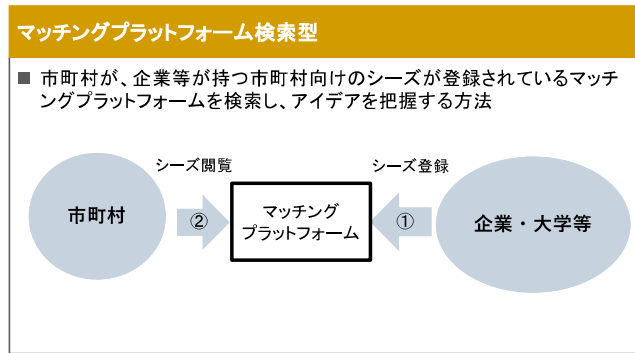 マッチングプラットフォーム検索型
■ 市町村が、企業等が持つ市町村向けのシーズが登録されているマッチ
ングプラットフォームを検索し、アイデアを把握する方法
シーズ閲覧
シーズ登録
市町村
②
マッチング
プラットフォーム
①
企業・大学等